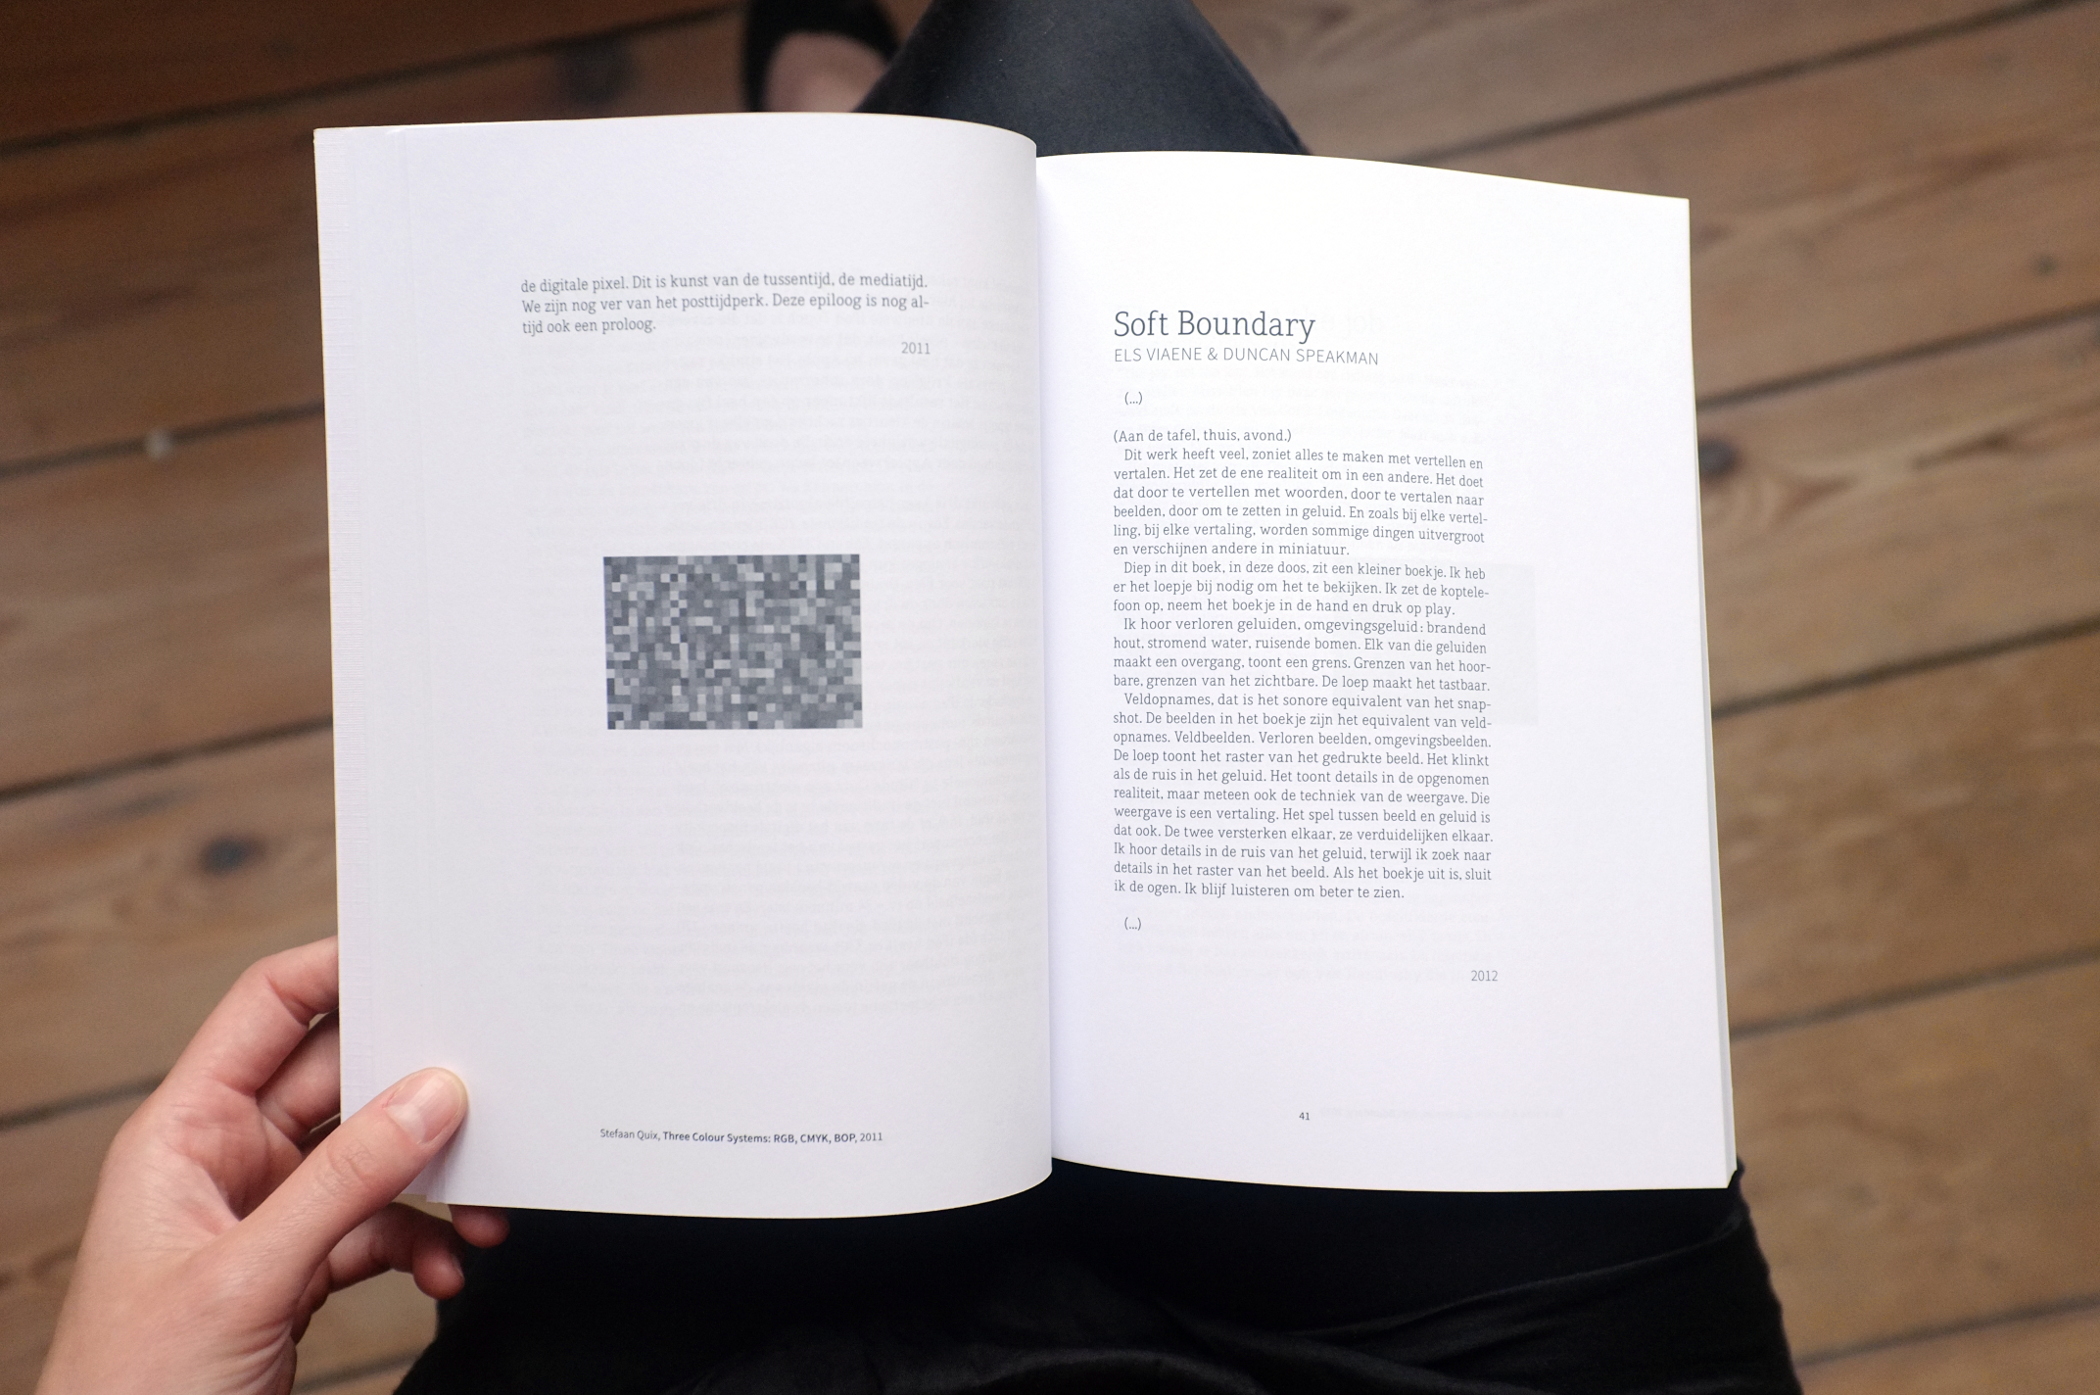 de digitale pixel. Dit is kunst van de tussentijd, de mediatijd.
We zijn nog ver van het posttijdperk. Deze epiloog is nog al-
tijd ook een proloog.
2011
Stefaan Quix, Three Colour Systems: RGB, CMYK, BOP, 2011
Soft Boundary
ELS VIAENE & DUNCAN SPEAKMAN
(...)
(Aan de tafel, thuis, avond.)
Dit werk heeft veel, zoniet alles te maken met vertellen en
vertalen. Het zet de ene realiteit om in een andere. Het doet
dat door te vertellen met woorden, door te vertalen naar
beelden, door om te zetten in geluid. En zoals bij elke vertel-
ling, bij elke vertaling, worden sommige dingen uitvergroot
en verschijnen andere in miniatuur.
Diep in dit boek, in deze doos, zit een kleiner boekje. Ik heb
er het loepje bij nodig om het te bekijken. Ik zet de koptele-
foon op, neem het boekje in de hand en druk op play.
Ik hoor verloren geluiden, omgevingsgeluid: brandend
hout, stromend water, ruisende bomen. Elk van die geluiden
maakt een overgang, toont een grens. Grenzen van het hoor-
bare, grenzen van het zichtbare. De loep maakt het tastbaar.
Veldopnames, dat is het sonore equivalent van het snap-
shot. De beelden in het boekje zijn het equivalent van veld-
opnames. Veldbeelden. Verloren beelden, omgevingsbeelden.
De loep toont het raster van het gedrukte beeld. Het klinkt
als de ruis in het geluid. Het toont details in de opgenomen
realiteit, maar meteen ook de techniek van de weergave. Die
weergave is een vertaling. Het spel tussen beeld en geluid is
dat ook. De twee versterken elkaar, ze verduidelijken elkaar.
Ik hoor details in de ruis van het geluid, terwijl ik zoek naar
details in het raster van het beeld. Als het boekje uit is, sluit
ik de ogen. Ik blijf luisteren om beter te zien.
(...)
2012
41